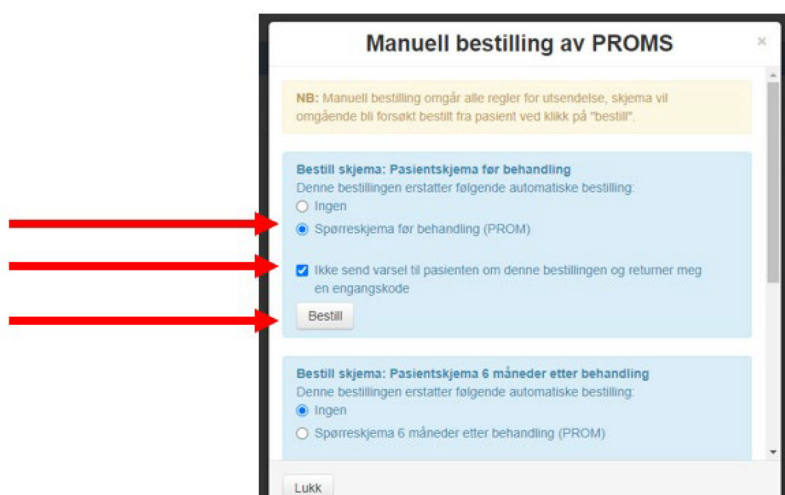 Manuell bestilling av PROMS
×
NB: Manuell bestilling omgår alle regler for utsendelse, skjema vil
omgående bli forsøkt bestilt fra pasient ved klikk på "bestill".
Bestill skjema: Pasientskjema før behandling
Denne bestillingen erstatter følgende automatiske bestilling:
Ingen
Spørreskjema før behandling (PROM)
Ikke send varsel til pasienten om denne bestillingen og returner meg
en engangskode
Bestill
Bestill skjema: Pasientskjema 6 måneder etter behandling
Denne bestillingen erstatter følgende automatiske bestilling:
Ingen
Spørreskjema 6 måneder etter behandling (PROM)
Lukk